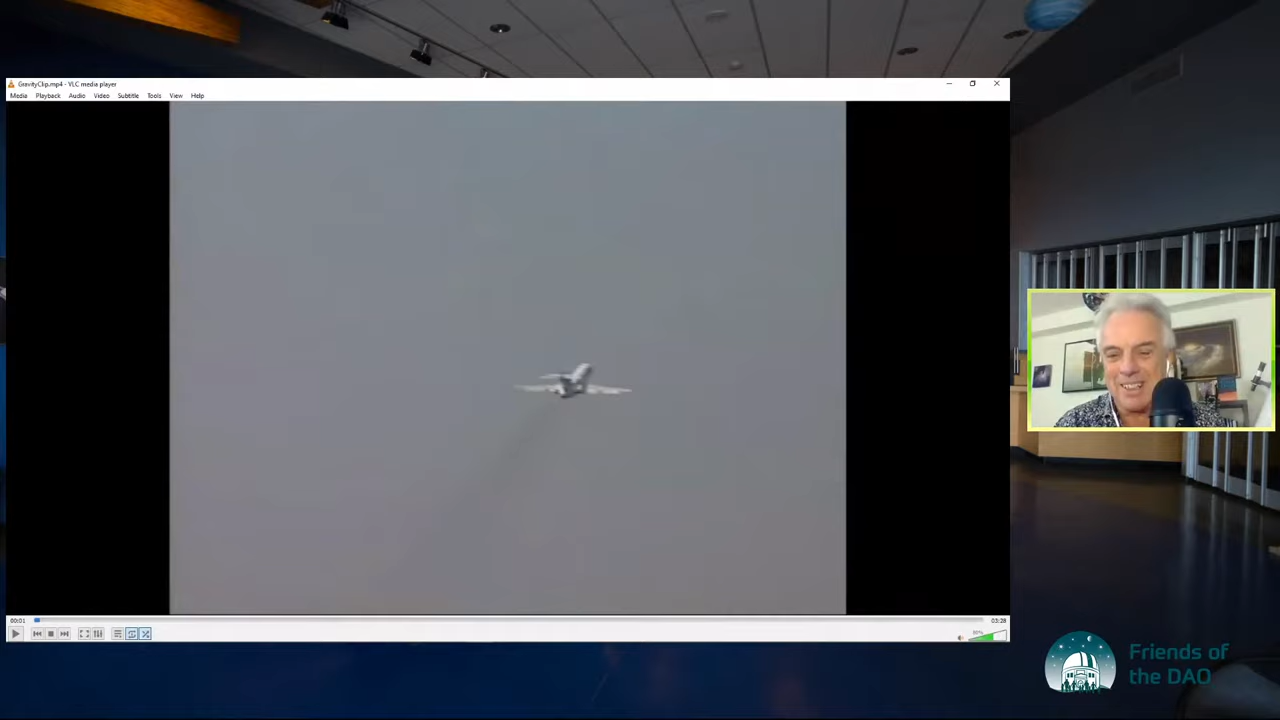 GravityClip.mp4 - VLC media player
Media Playback Audio Video Subtitle Tools View Help
00:01
03:28
80%
Friends of
the DAO